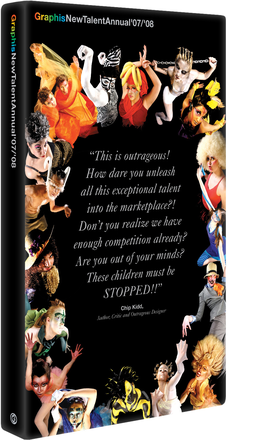 GraphisNewTalentAnnual'07/'08
GraphisNewTalentAnnual'07/'08
“This is outrageous!
How dare you unleash
all this exceptional talent
into the marketplace?!
Don't you realize we have
enough competition already?
Are you out of your minds?
These children must be
STOPPED!!”
Chip Kidd,
Author, Critic and Outrageous Designer